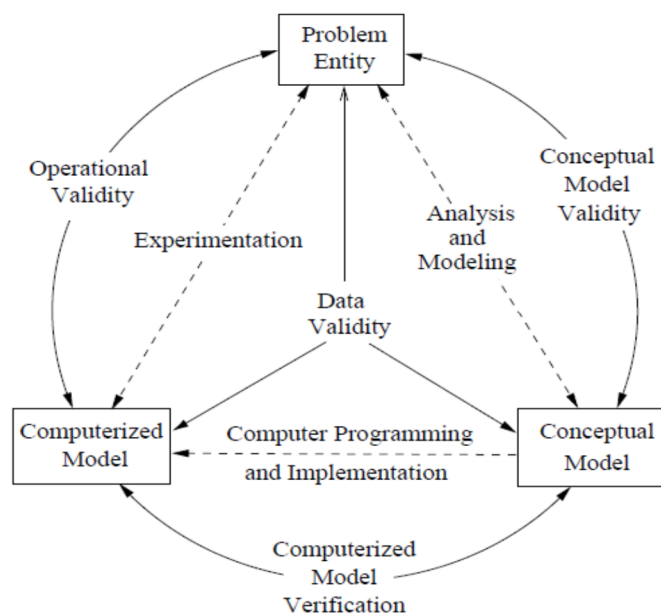 Problem
Entity
Operational
Validity
Conceptual
Model
Validity
Experimentation
Analysis
and
Modeling
Data
Validity
Computerized
Model
Computer Programming
and Implementation
Conceptual
Model
Computerized
Model
Verification